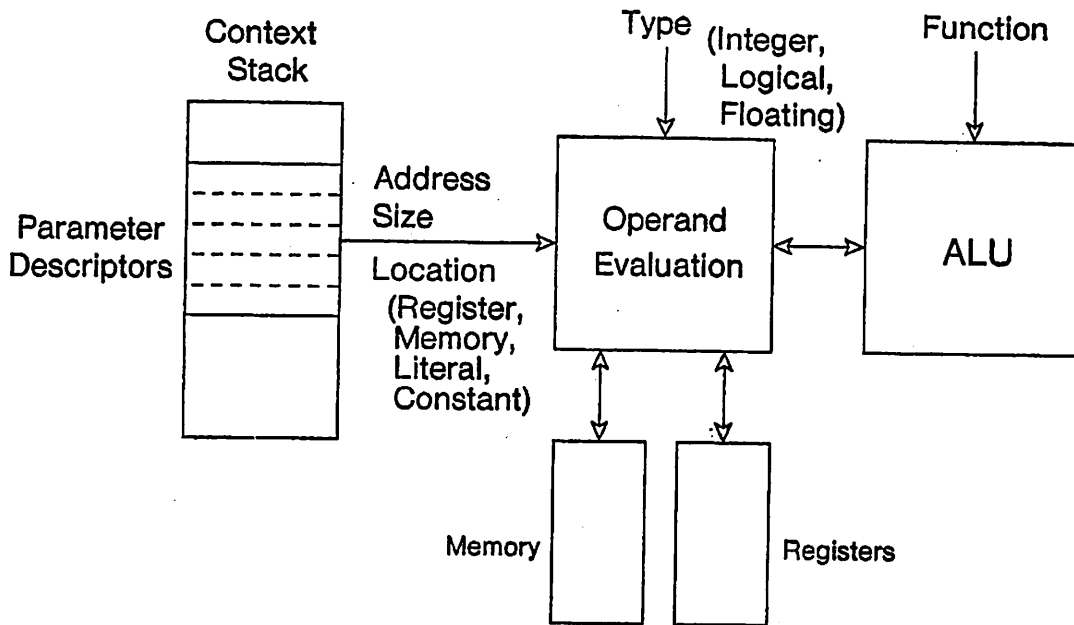 Context
Stack
Type
(Integer,
Logical,
Floating)
Function
Parameter
Descriptors
Address
Size
Location
(Register,
Memory,
Literal,
Constant)
Operand
Evaluation
ALU
Memory
Registers